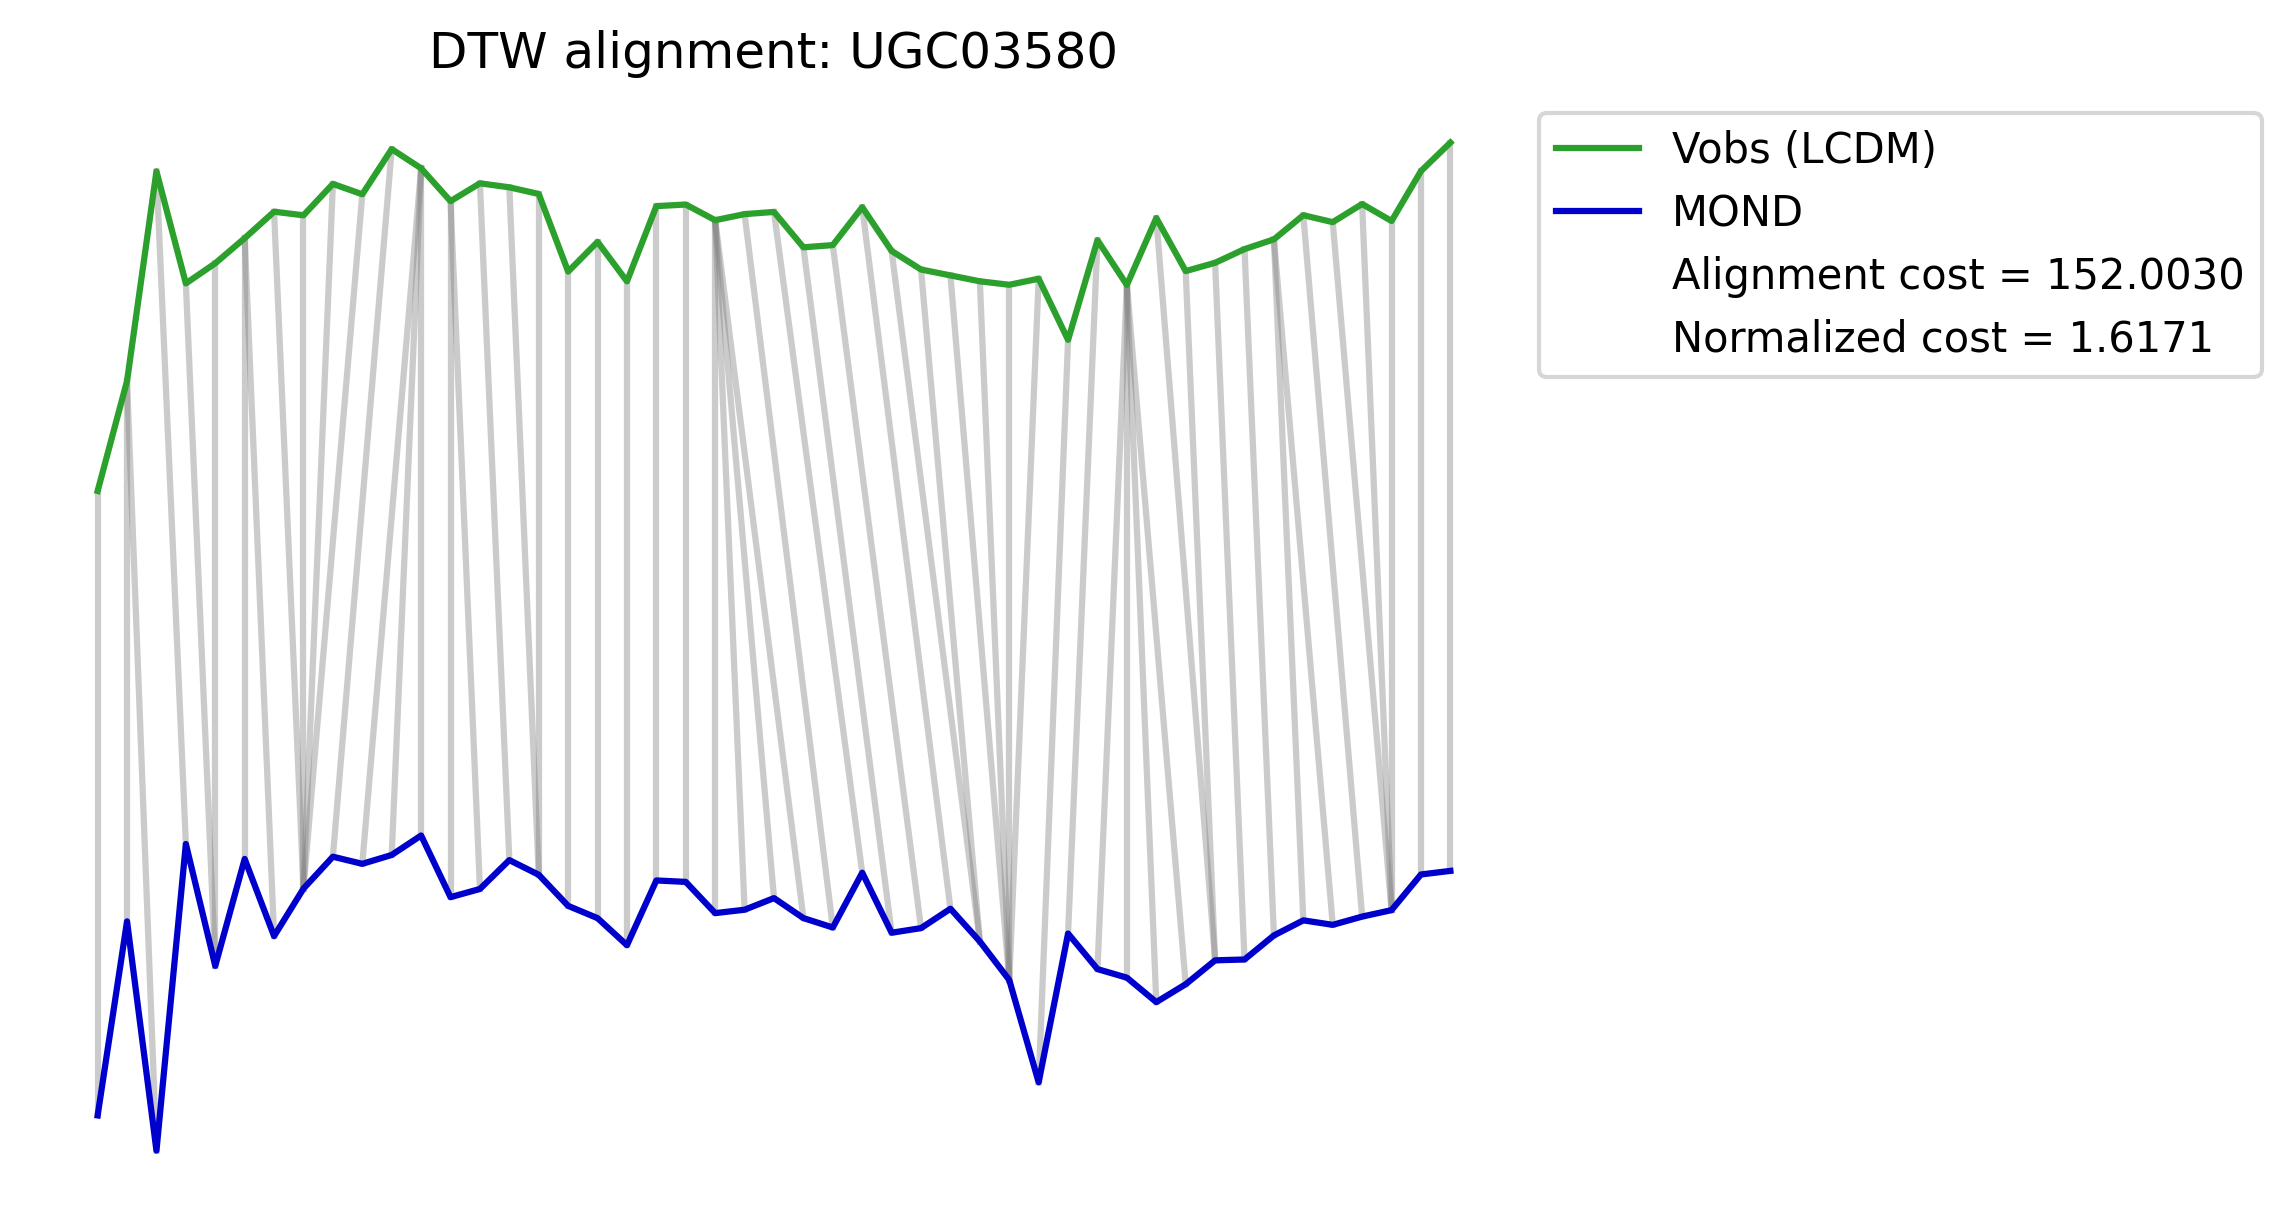 DTW alignment: UGC03580
Vobs (LCDM)
MOND
Alignment cost = 152.0030
Normalized cost = 1.6171